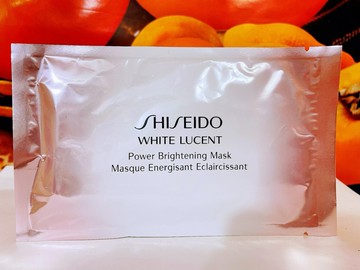 SHISEIDO
WHITE LUCENT
Power Brightening Mask
Masque Energisant Eclaircissant